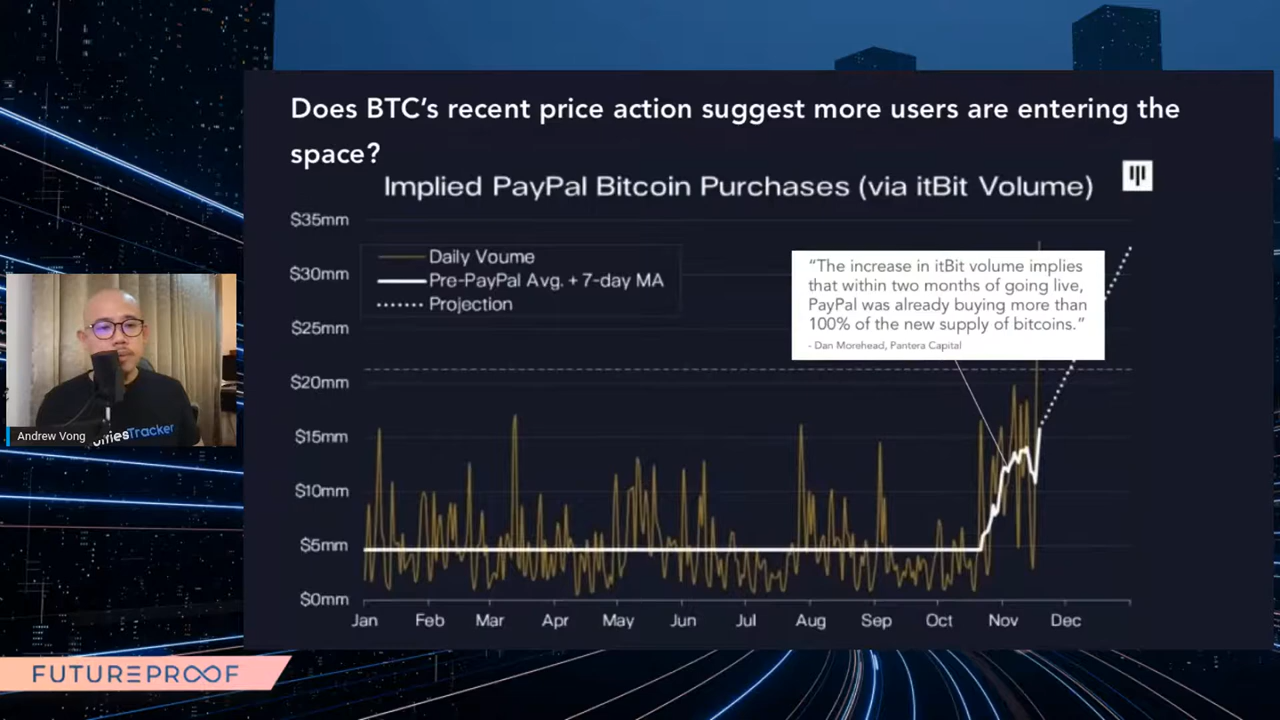 Does BTC's recent price action suggest more users are entering the
space?
Implied PayPal Bitcoin Purchases (via itBit Volume)
$35mm
$30mm
$25mm
$20mm
$15mm
$10mm
$5mm
$0mm
Daily Voume
Pre-PayPal Avg. + 7-day MA
Projection
"The increase in itBit volume implies
that within two months of going live,
PayPal was already buying more than
100% of the new supply of bitcoins."
- Dan Morehead, Pantera Capital
Jan Feb Mar Apr May Jun Jul Aug Sep Oct Nov Dec
Andrew Vong
Tracker
FUTUREPROOF